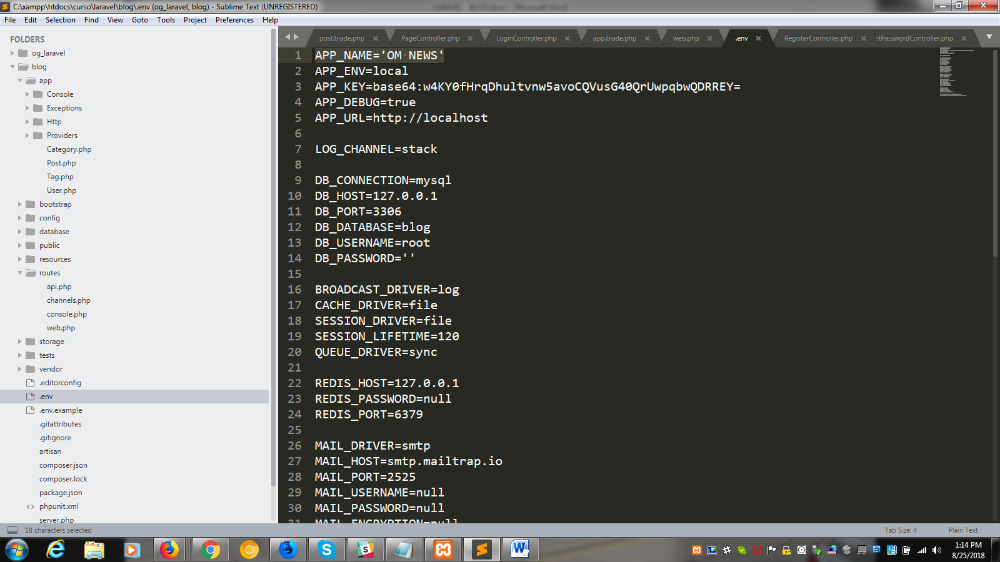 C:\xampp\htdocs\curso\laravel\blog\.env (og_laravel, blog) - Sublime Text (UNREGISTERED)
File Edit Selection Find View Goto Tools Project Preferences Help
FOLDERS
og_laravel
blog
app
Console
Exceptions
Http
Providers
Category.php
Post.php
Tag.php
User.php
bootstrap
config
database
public
resources
routes
api.php
channels.php
console.php
web.php
storage
tests
vendor
.editorconfig
.env
.env.example
.gitattributes
.gitignore
artisan
composer.json
composer.lock
package.json
phpunit.xml
server.php
post.blade.php PageController.php LoginController.php app.blade.php web.php .env RegisterController.php etPasswordController.php
1 APP_NAME='OM NEWS'
2 APP_ENV=local
3 APP_KEY=base64:w4KY0fHrqDhultvnw5avoCQVusG40QrUwpqbwQDRREY=
4 APP_DEBUG=true
5 APP_URL=http://localhost
6
7 LOG_CHANNEL=stack
8
9 DB_CONNECTION=mysql
10 DB_HOST=127.0.0.1
11 DB_PORT=3306
12 DB_DATABASE=blog
13 DB_USERNAME=root
14 DB_PASSWORD=''
15
16 BROADCAST_DRIVER=log
17 CACHE_DRIVER=file
18 SESSION_DRIVER=file
19 SESSION_LIFETIME=120
20 QUEUE_DRIVER=sync
21
22 REDIS_HOST=127.0.0.1
23 REDIS_PASSWORD=null
24 REDIS_PORT=6379
25
26 MAIL_DRIVER=smtp
27 MAIL_HOST=smtp.mailtrap.io
28 MAIL_PORT=2525
29 MAIL_USERNAME=null
30 MAIL_PASSWORD=null
31 MAIL_ENCRYPTION=null
18 characters selected
Tab Size: 4 Plain Text
1:14 PM
8/25/2018